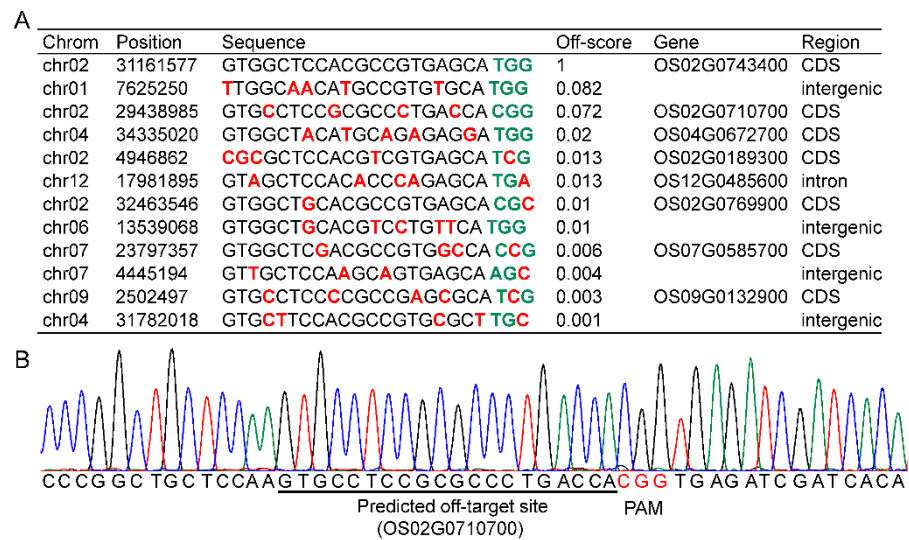 A
Chrom Position Sequence Off-score Gene Region
chr02 31161577 GTGGCTCCACGCCGTGAGCA TGG 1 OS02G0743400 CDS
chr01 7625250 TTGGCAACATGCCGTGTGCA TGG 0.082 intergenic
chr02 29438985 GTGCCTCCGCGCCCTGACCA CGG 0.072 OS02G0710700 CDS
chr04 34335020 GTGGCTACATGCAGAGAGGA TGG 0.02 OS04G0672700 CDS
chr02 4946862 CGCGCTCCACGTCGTGAGCA TCG 0.013 OS02G0189300 CDS
chr12 17981895 GTAGCTCCACACCCAGAGCA TGA 0.013 OS12G0485600 intron
chr02 32463546 GTGGCTGCACGCCGTGAGCA CGC 0.01 OS02G0769900 CDS
chr06 13539068 GTGGCTGCACGTCCTGTTCA TGG 0.01 intergenic
chr07 23797357 GTGGCTCGACGCCGTGGCCA CCG 0.006 OS07G0585700 CDS
chr07 4445194 GTTGCTCCAAGCAGTGAGCA AGC 0.004 intergenic
chr09 2502497 GTGCCTCCCCGCCGAGCGCA TCG 0.003 OS09G0132900 CDS
chr04 31782018 GTGCTTCCACGCCGTGCGCT TGC 0.001 intergenic
B
CCCGGCTGCTCCAAGTGCCTCCGCGCCCTGACCACGGTGAGATCGATCACA
Predicted off-target site PAM
(OS02G0710700)